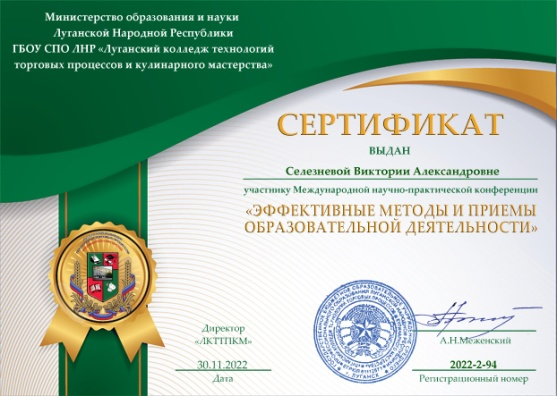 Министерство образования и науки
Луганской Народной Республики
ГБОУ СПО ЛНР «Луганский колледж технологий
торговых процессов и кулинарного мастерства»
СЕРТИФИКАТ
ВЫДАН
Селезневой Виктории Александровне
участнику Международной научно-практической конференции
«ЭФФЕКТИВНЫЕ МЕТОДЫ И ПРИЕМЫ
ОБРАЗОВАТЕЛЬНОЙ ДЕЯТЕЛЬНОСТИ»
Директор
«ЛКТТПКМ»
А.Н.Меженский
30.11.2022
2022-2-94
Дата
Регистрационный номер